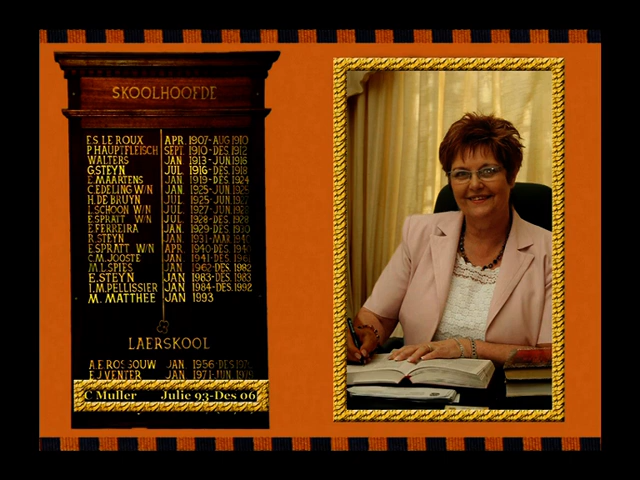 SKOOLHOOFDE
F.S. LE ROUX APR. 1907-AUG. 1910
P. HAUPTFLEISCH SEPT. 1910-DES. 1912
WALTERS JAN. 1913-JUN. 1916
G. STEYN JUL. 1916-DES. 1918
E. MAARTENS JAN. 1919-DES. 1924
C. EDELING W/N JAN. 1925-JUN. 1925
H. DE BRUYN JUL. 1925-JUN. 1927
L. SCHOON W/N JUL. 1927-JUN. 1928
E. SPRATT W/N JUL. 1928-DES. 1928
E. FERREIRA JAN. 1929-DES. 1930
R. STEYN JAN. 1931-MAR. 1940
E. SPRATT W/N APR. 1940-DES. 1940
C.M. JOOSTE JAN. 1941-DES. 1961
M.L. SPIES JAN. 1962-DES. 1982
E. STEYN JAN. 1983-DES. 1983
I.M. PELLISSIER JAN. 1984-DES. 1992
M. MATTHEE JAN 1993
LAERSKOOL
A.E ROSSOUW JAN. 1956-DES
E.J VENTER JAN. 1971-JUN.
C Muller Julie 93-Des 06